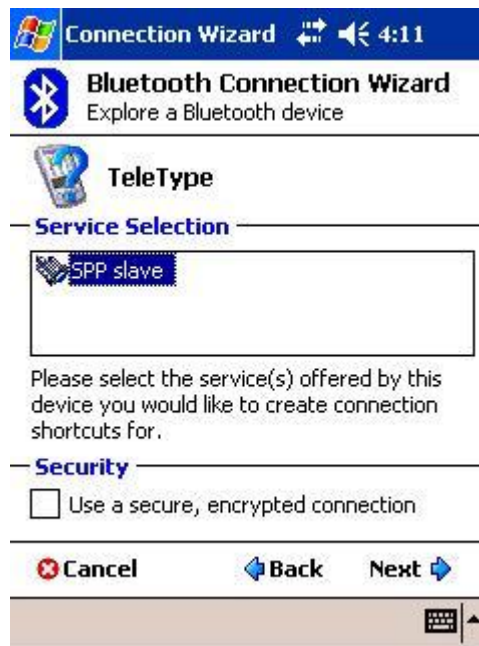 Connection Wizard 4:11
Bluetooth Connection Wizard
Explore a Bluetooth device
TeleType
Service Selection
SPP slave
Please select the service(s) offered by this
device you would like to create connection
shortcuts for.
Security
Use a secure, encrypted connection
Cancel Back Next